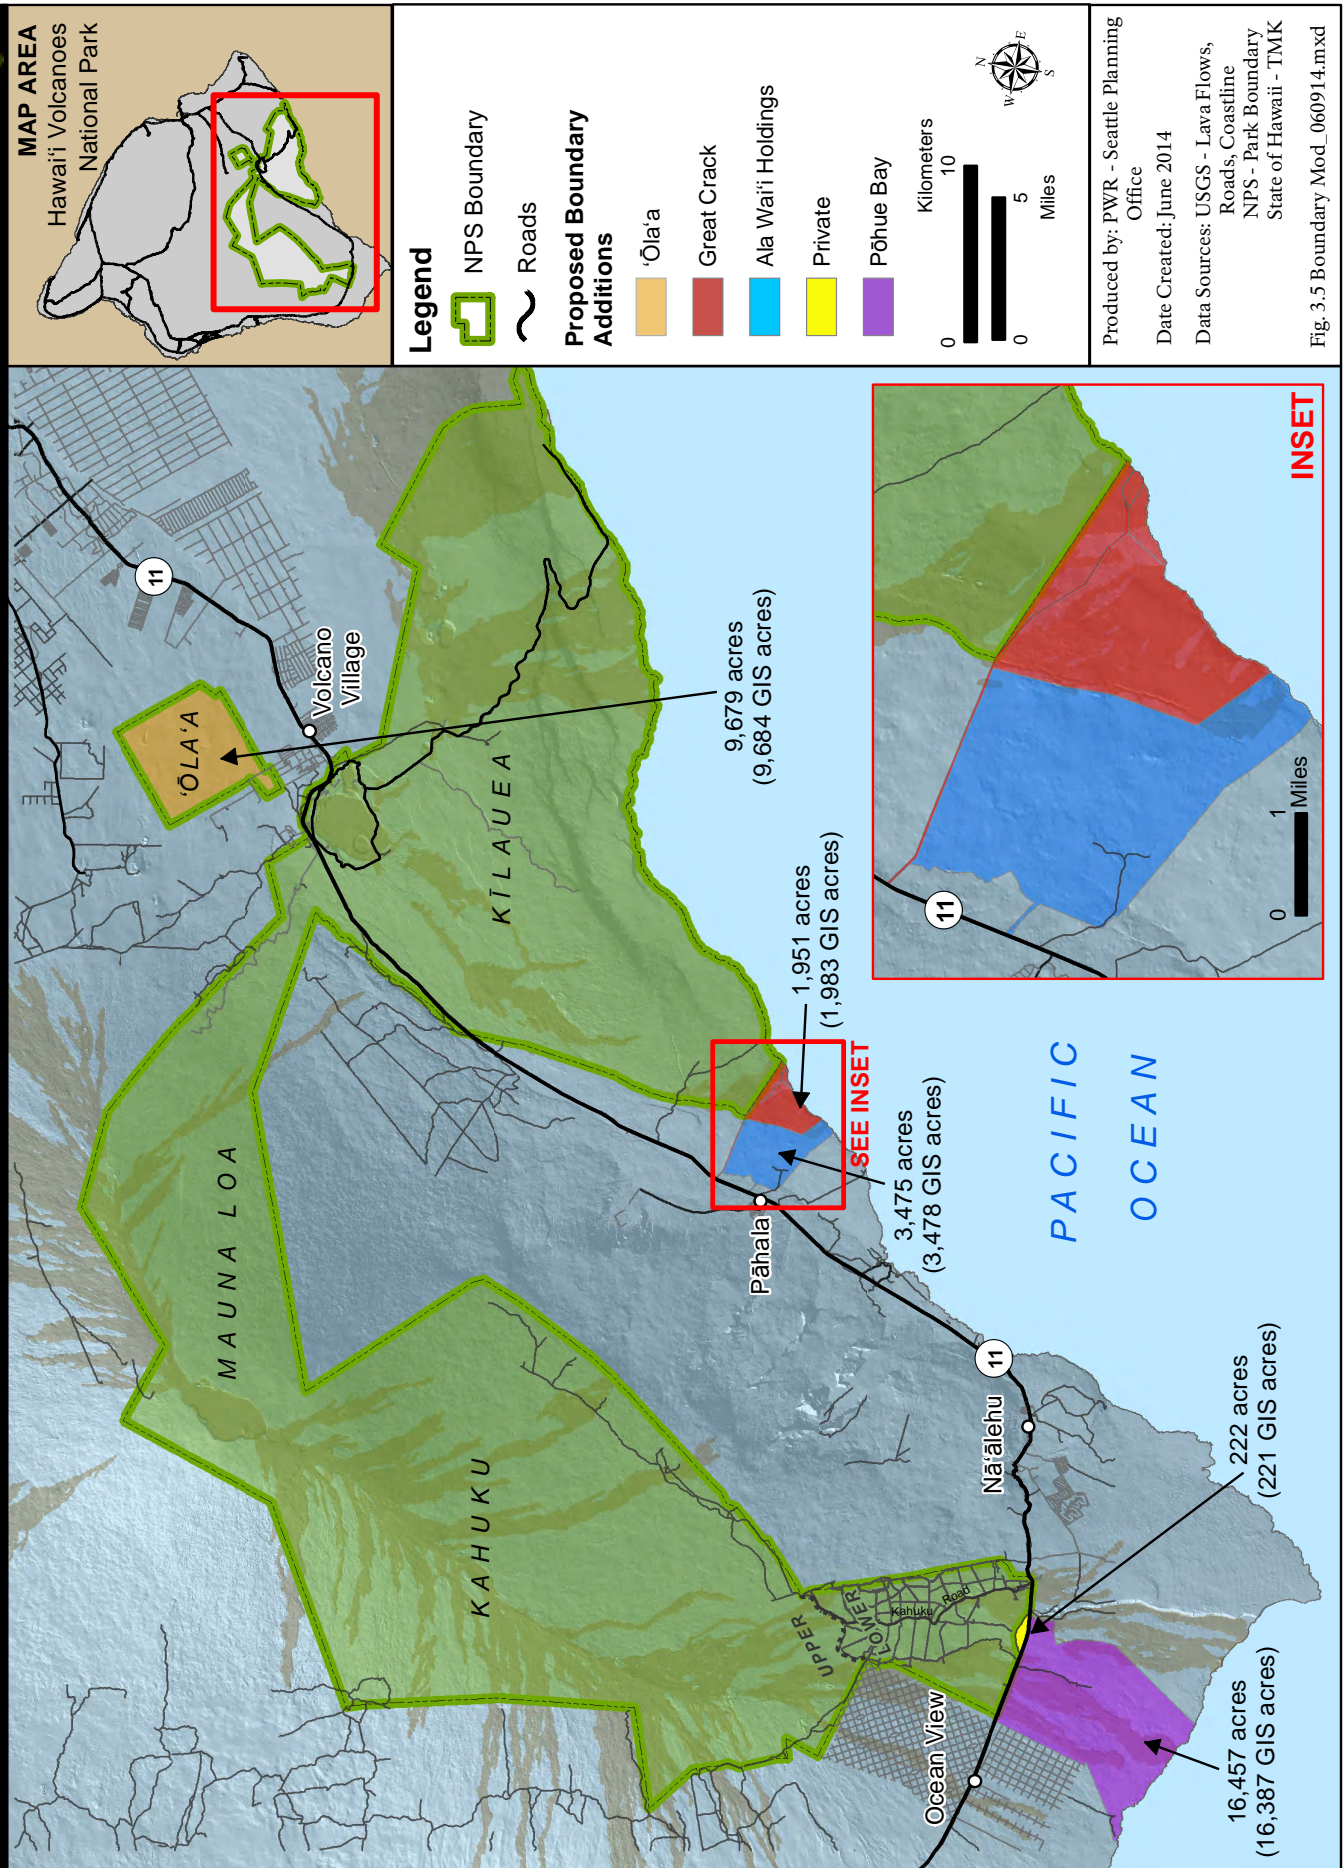 MAP AREA
Hawai'i Volcanoes
National Park
Legend
NPS Boundary
Roads
Proposed Boundary
Additions
'Ōla'a
Great Crack
Ala Wai'i Holdings
Private
Pōhue Bay
Kilometers
0 10
0 5
Miles
N
E
S
W
Produced by: PWR - Seattle Planning
Office
Date Created: June 2014
Data Sources: USGS - Lava Flows,
Roads, Coastline
NPS - Park Boundary
State of Hawaii - TMK
Fig. 3.5 Boundary Mod_060914.mxd
11
'ŌLA'A
Volcano
Village
MAUNA LOA
KĪLAUEA
KAHUKU
9,679 acres
(9,684 GIS acres)
1,951 acres
(1,983 GIS acres)
SEE INSET
3,475 acres
(3,478 GIS acres)
Pāhala
PACIFIC
OCEAN
11
Nā'ālehu
222 acres
(221 GIS acres)
UPPER
LOWER
Kahuku Road
Ocean View
16,457 acres
(16,387 GIS acres)
11
0 1
Miles
INSET